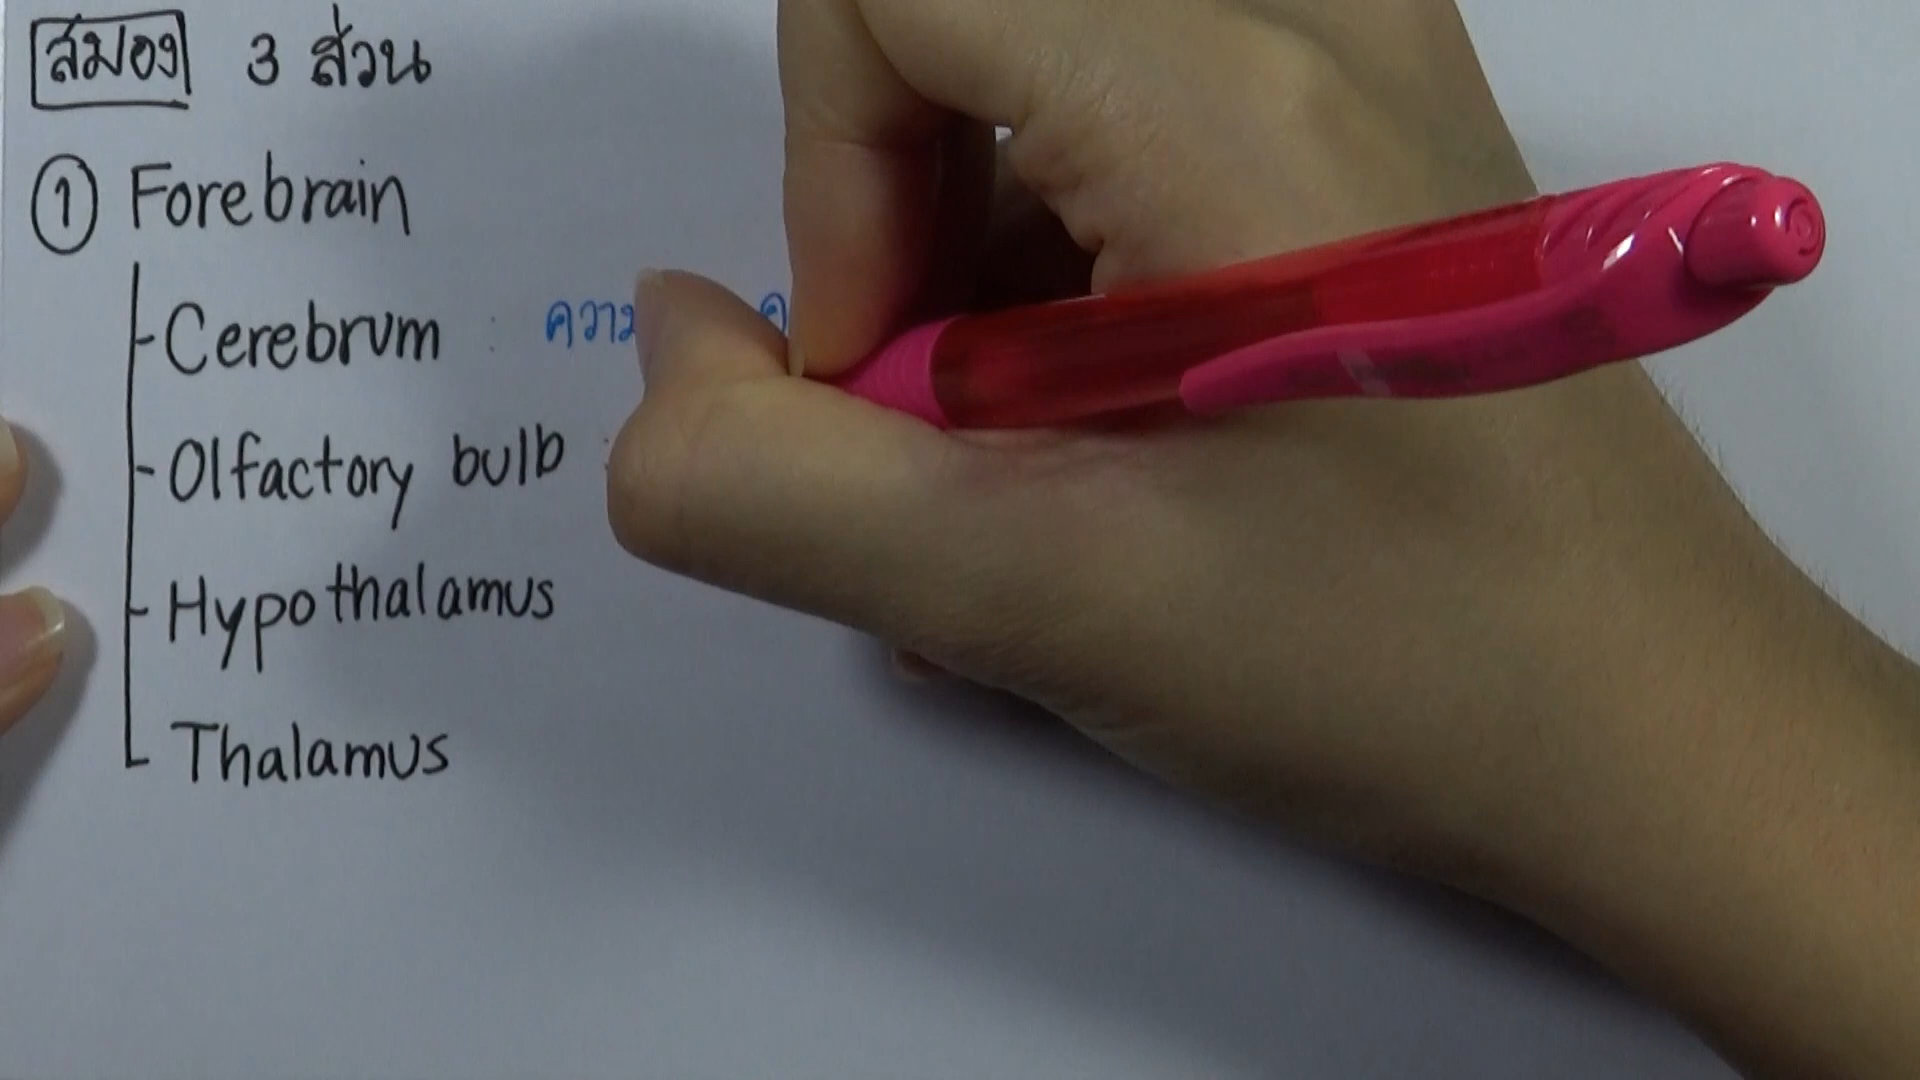 สมอง 3 ส่วน
1 Forebrain
- Cerebrum :
- Olfactory bulb :
- Hypothalamus
- Thalamus